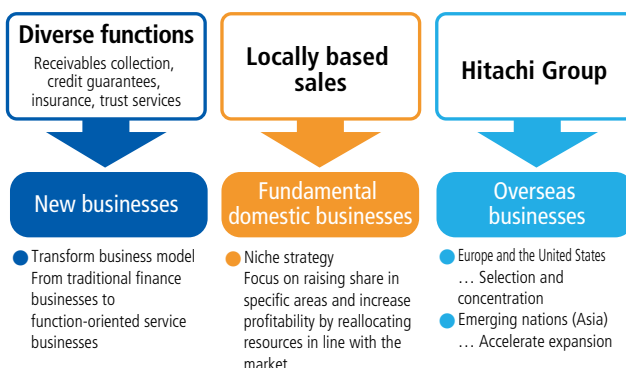 Diverse functions
Receivables collection,
credit guarantees,
insurance, trust services
New businesses
● Transform business model
From traditional finance
businesses to
function-oriented service
businesses
Locally based
sales
Fundamental
domestic businesses
● Niche strategy
Focus on raising share in
specific areas and increase
profitability by reallocating
resources in line with the
market
Hitachi Group
Overseas
businesses
● Europe and the United States
… Selection and
concentration
● Emerging nations (Asia)
… Accelerate expansion